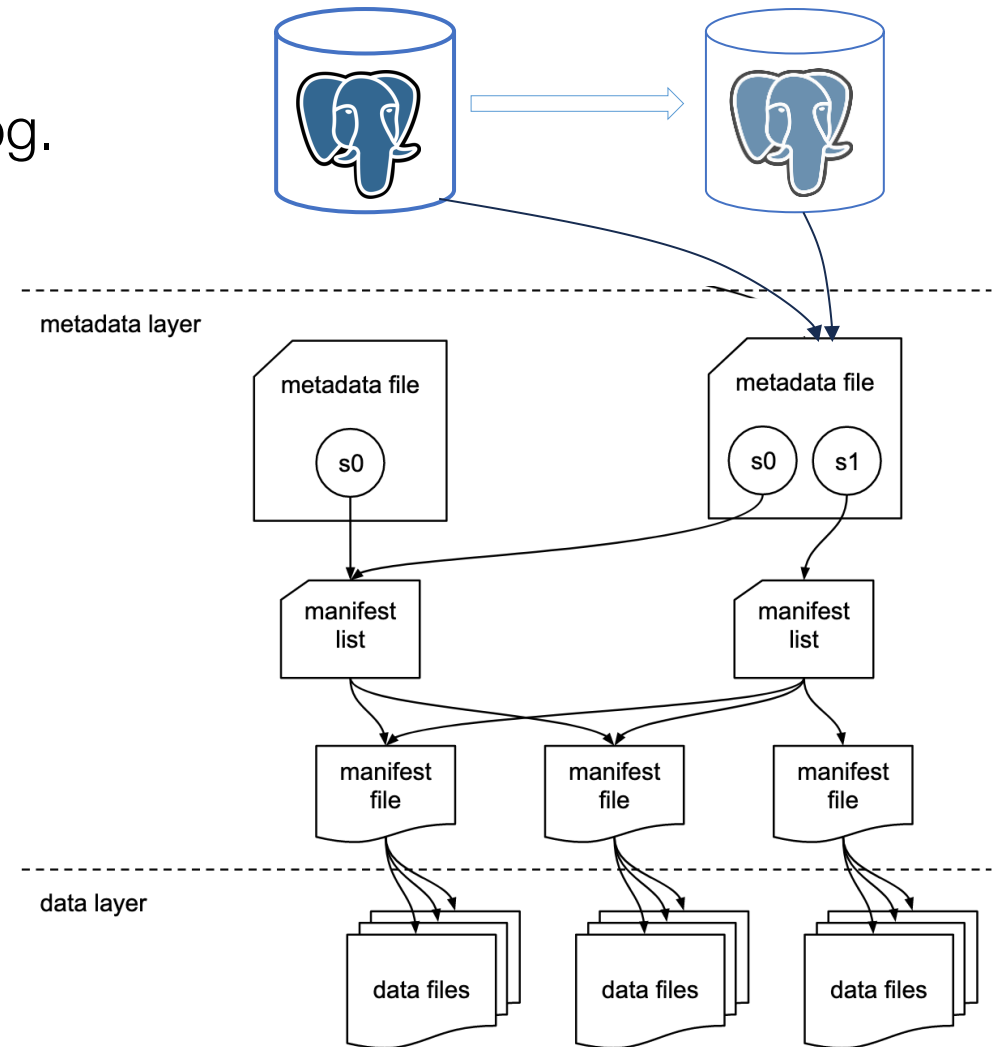 og.
metadata layer
metadata file
metadata file
s0
s0
s1
manifest
list
manifest
list
manifest
file
manifest
file
manifest
file
data layer
data files
data files
data files